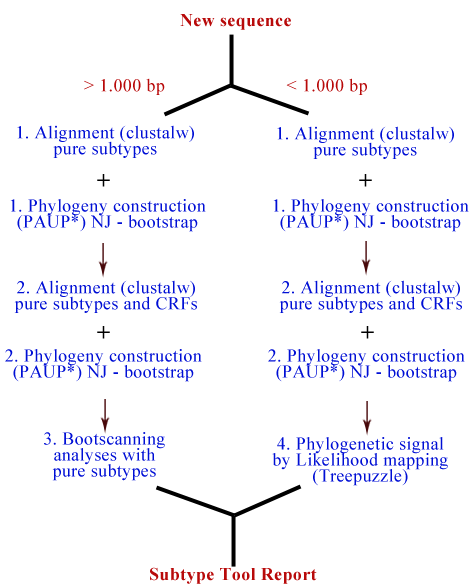 New sequence
> 1.000 bp
< 1.000 bp
1. Alignment (clustalw)
pure subtypes
+
1. Phylogeny construction
(PAUP*) NJ - bootstrap
2. Alignment (clustalw)
pure subtypes and CRFs
+
2. Phylogeny construction
(PAUP*) NJ - bootstrap
3. Bootscanning
analyses with
pure subtypes
1. Alignment (clustalw)
pure subtypes
+
1. Phylogeny construction
(PAUP*) NJ - bootstrap
2. Alignment (clustalw)
pure subtypes and CRFs
+
2. Phylogeny construction
(PAUP*) NJ - bootstrap
4. Phylogenetic signal
by Likelihood mapping
(Treepuzzle)
Subtype Tool Report